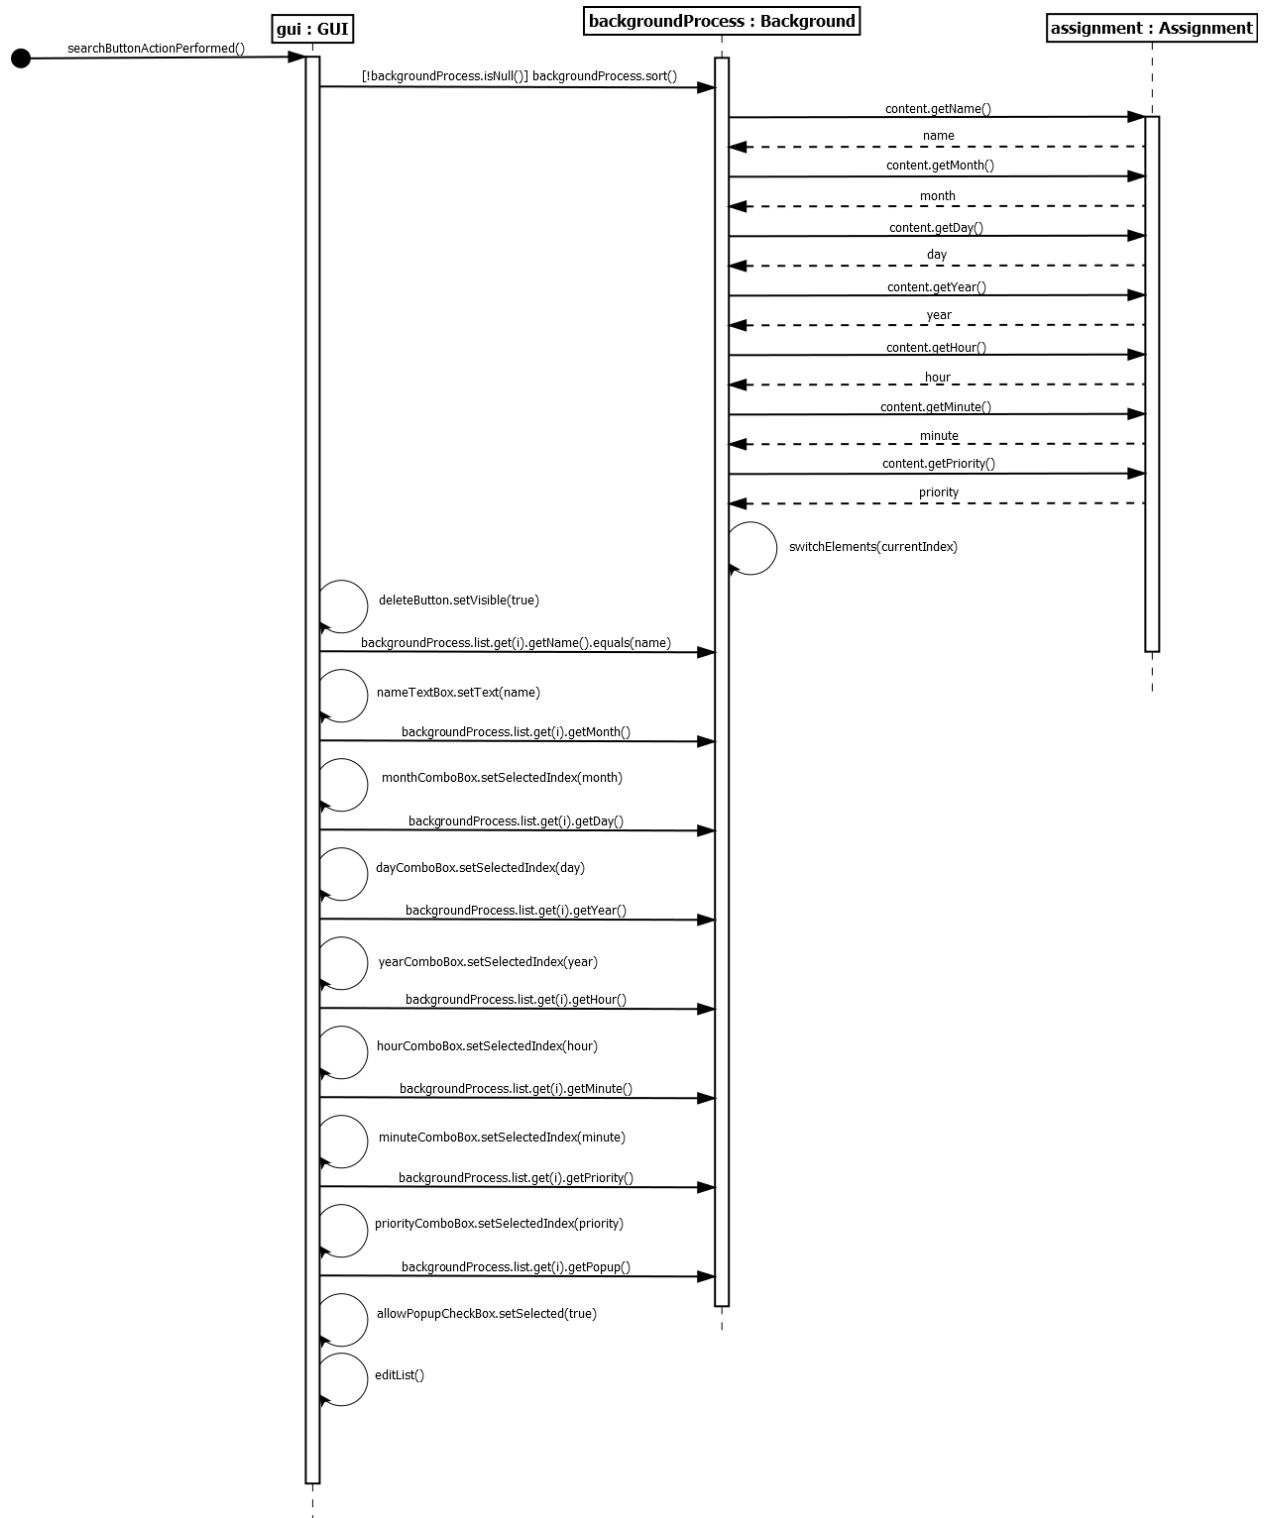 gui : GUI
backgroundProcess : Background
assignment : Assignment
searchButtonActionPerformed()
[!backgroundProcess.isNull()] backgroundProcess.sort()
content.getName()
name
content.getMonth()
month
content.getDay()
day
content.getYear()
year
content.getHour()
hour
content.getMinute()
minute
content.getPriority()
priority
switchElements(currentIndex)
deleteButton.setVisible(true)
backgroundProcess.list.get(i).getName().equals(name)
nameTextBox.setText(name)
backgroundProcess.list.get(i).getMonth()
monthComboBox.setSelectedIndex(month)
backgroundProcess.list.get(i).getDay()
dayComboBox.setSelectedIndex(day)
backgroundProcess.list.get(i).getYear()
yearComboBox.setSelectedIndex(year)
backgroundProcess.list.get(i).getHour()
hourComboBox.setSelectedIndex(hour)
backgroundProcess.list.get(i).getMinute()
minuteComboBox.setSelectedIndex(minute)
backgroundProcess.list.get(i).getPriority()
priorityComboBox.setSelectedIndex(priority)
backgroundProcess.list.get(i).getPopup()
allowPopupCheckBox.setSelected(true)
editList()